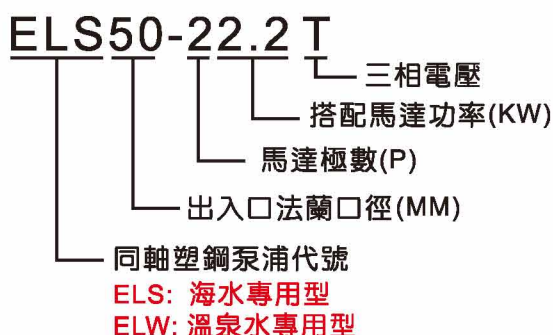 ELS50-22.2T
三相電壓
搭配馬達功率(KW)
馬達極數(P)
出入口法蘭口徑(MM)
同軸塑鋼泵浦代號
ELS: 海水專用型
ELW: 溫泉水專用型